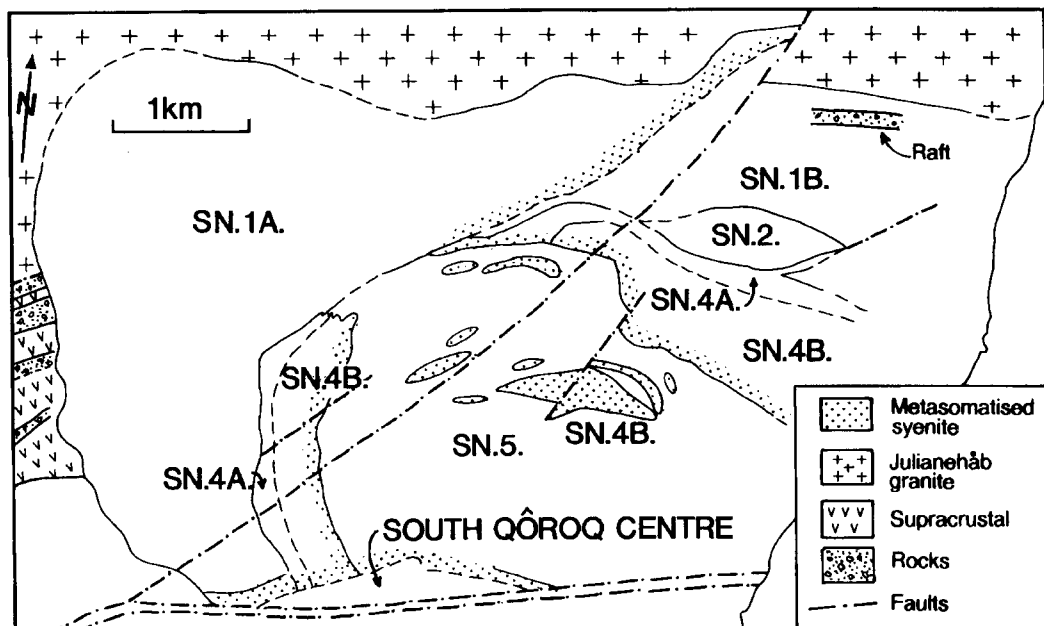 N
1km
Raft
SN.1B.
SN.1A.
SN.2.
SN.4A.
SN.4B.
SN.4B.
SN.5.
SN.4B.
SN.4A.
SOUTH QÔROQ CENTRE
Metasomatised
syenite
Julianehåb
granite
Supracrustal
Rocks
Faults